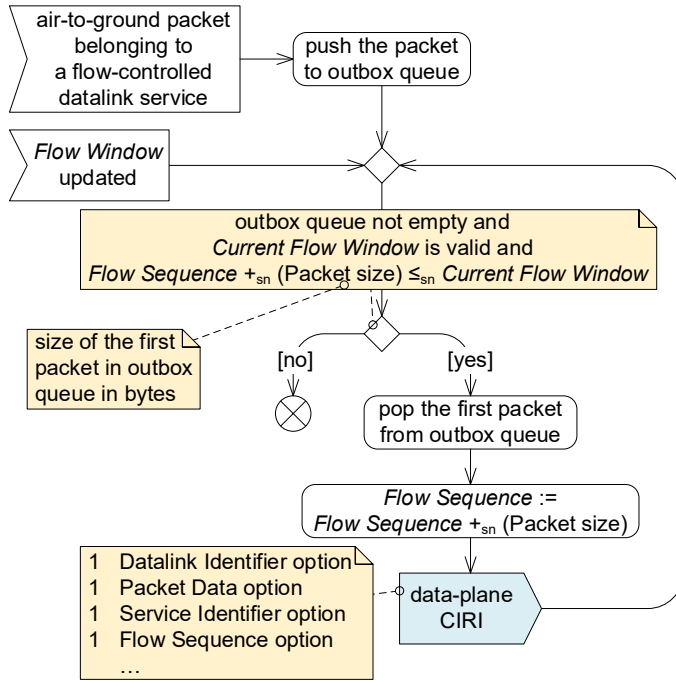 air-to-ground packet
belonging to
a flow-controlled
datalink service
push the packet
to outbox queue
Flow Window
updated
outbox queue not empty and
Current Flow Window is valid and
Flow Sequence +sn (Packet size) ≤sn Current Flow Window
size of the first
packet in outbox
queue in bytes
[no]
[yes]
pop the first packet
from outbox queue
Flow Sequence :=
Flow Sequence +sn (Packet size)
1 Datalink Identifier option
1 Packet Data option
1 Service Identifier option
1 Flow Sequence option
...
data-plane
CIRI